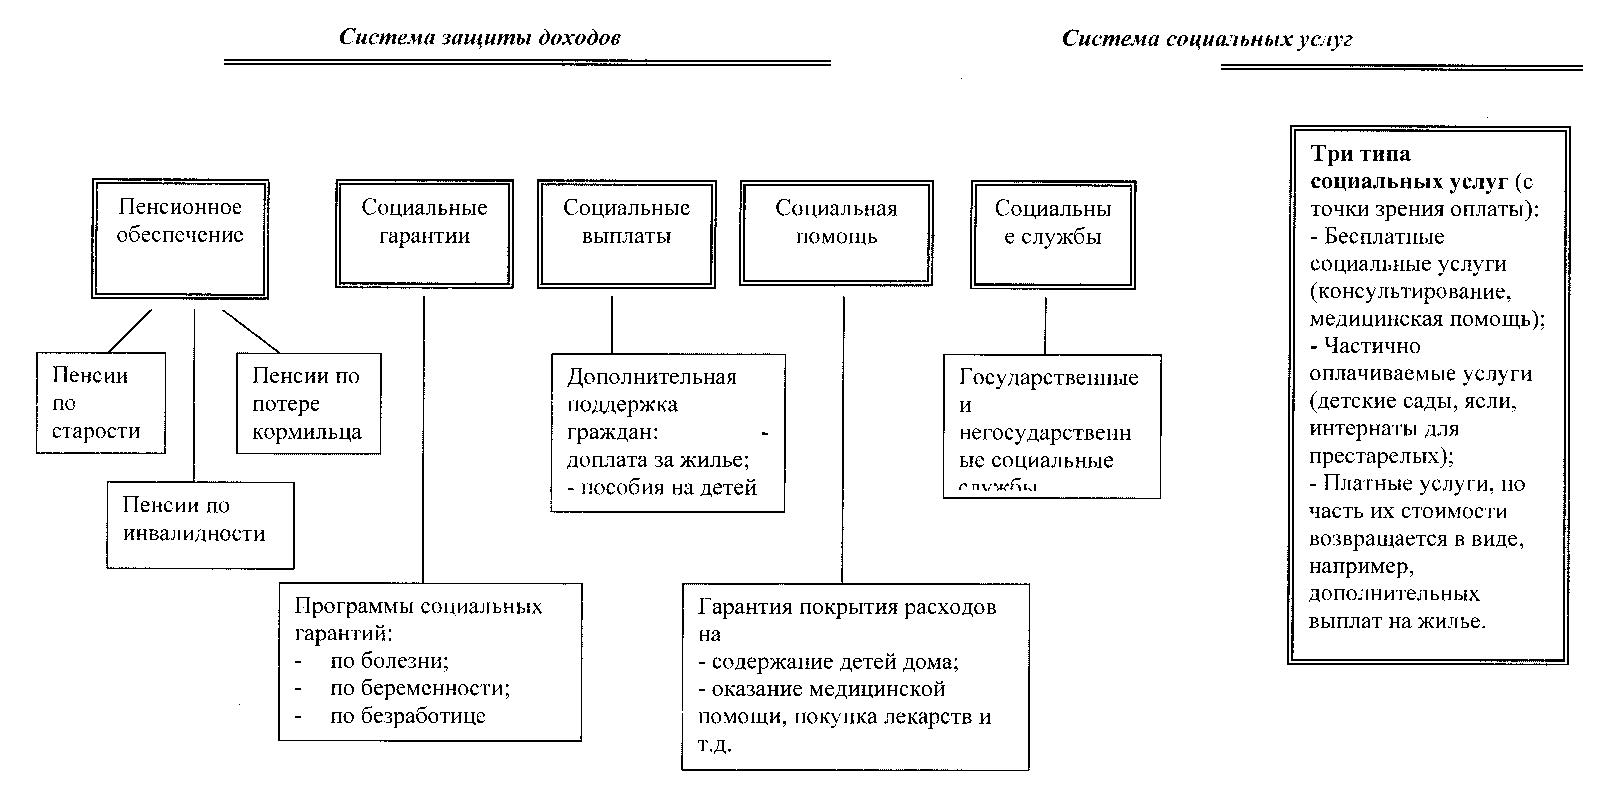 Система защиты доходов
Система социальных услуг
Пенсионное
обеспечение
Социальные
гарантии
Социальные
выплаты
Социальная
помощь
Социальны
е службы
Три типа
социальных услуг (с
точки зрения оплаты):
- Бесплатные
социальные услуги
(консультирование,
медицинская помощь);
- Частично
оплачиваемые услуги
(детские сады, ясли,
интернаты для
престарелых);
- Платные услуги, но
часть их стоимости
возвращается в виде,
например,
дополнительных
выплат на жилье.
Пенсии
по
старости
Пенсии по
потере
кормильца
Пенсии по
инвалидности
Дополнительная
поддержка
граждан: -
доплата за жилье;
- пособия на детей
Государственные
и
негосударственн
ые социальные
службы
Программы социальных
гарантий:
- по болезни;
- по беременности;
- по безработице
Гарантия покрытия расходов
на
- содержание детей дома;
- оказание медицинской
помощи, покупка лекарств и
т.д.